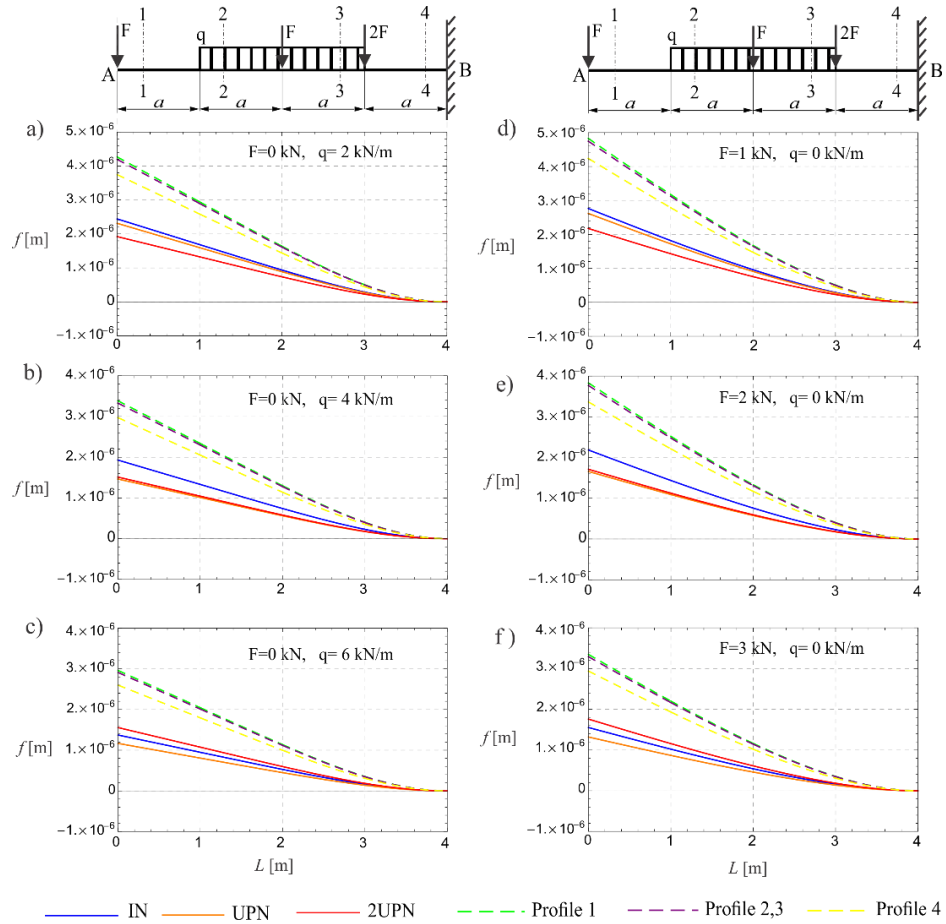 1 2 3 4 1 2 3 4
F q F 2F F q F 2F
A B A B
1 2 3 4 1 2 3 4
a a a a a a a a
a) d)
F=0 kN, q= 2 kN/m
5.×10⁻⁶
4.×10⁻⁶
3.×10⁻⁶
2.×10⁻⁶
1.×10⁻⁶
0
−1.×10⁻⁶
f [m]
0 1 2 3 4
F=1 kN, q= 0 kN/m
5.×10⁻⁶
4.×10⁻⁶
3.×10⁻⁶
2.×10⁻⁶
1.×10⁻⁶
0
−1.×10⁻⁶
f [m]
0 1 2 3 4
b) e)
F=0 kN, q= 4 kN/m
4.×10⁻⁶
3.×10⁻⁶
2.×10⁻⁶
1.×10⁻⁶
0
−1.×10⁻⁶
f [m]
0 1 2 3 4
F=2 kN, q= 0 kN/m
4.×10⁻⁶
3.×10⁻⁶
2.×10⁻⁶
1.×10⁻⁶
0
−1.×10⁻⁶
f [m]
0 1 2 3 4
c) f)
F=0 kN, q= 6 kN/m
4.×10⁻⁶
3.×10⁻⁶
2.×10⁻⁶
1.×10⁻⁶
0
−1.×10⁻⁶
f [m]
0 1 2 3 4
L [m]
F=3 kN, q= 0 kN/m
4.×10⁻⁶
3.×10⁻⁶
2.×10⁻⁶
1.×10⁻⁶
0
−1.×10⁻⁶
f [m]
0 1 2 3 4
L [m]
IN UPN 2UPN Profile 1 Profile 2,3 Profile 4